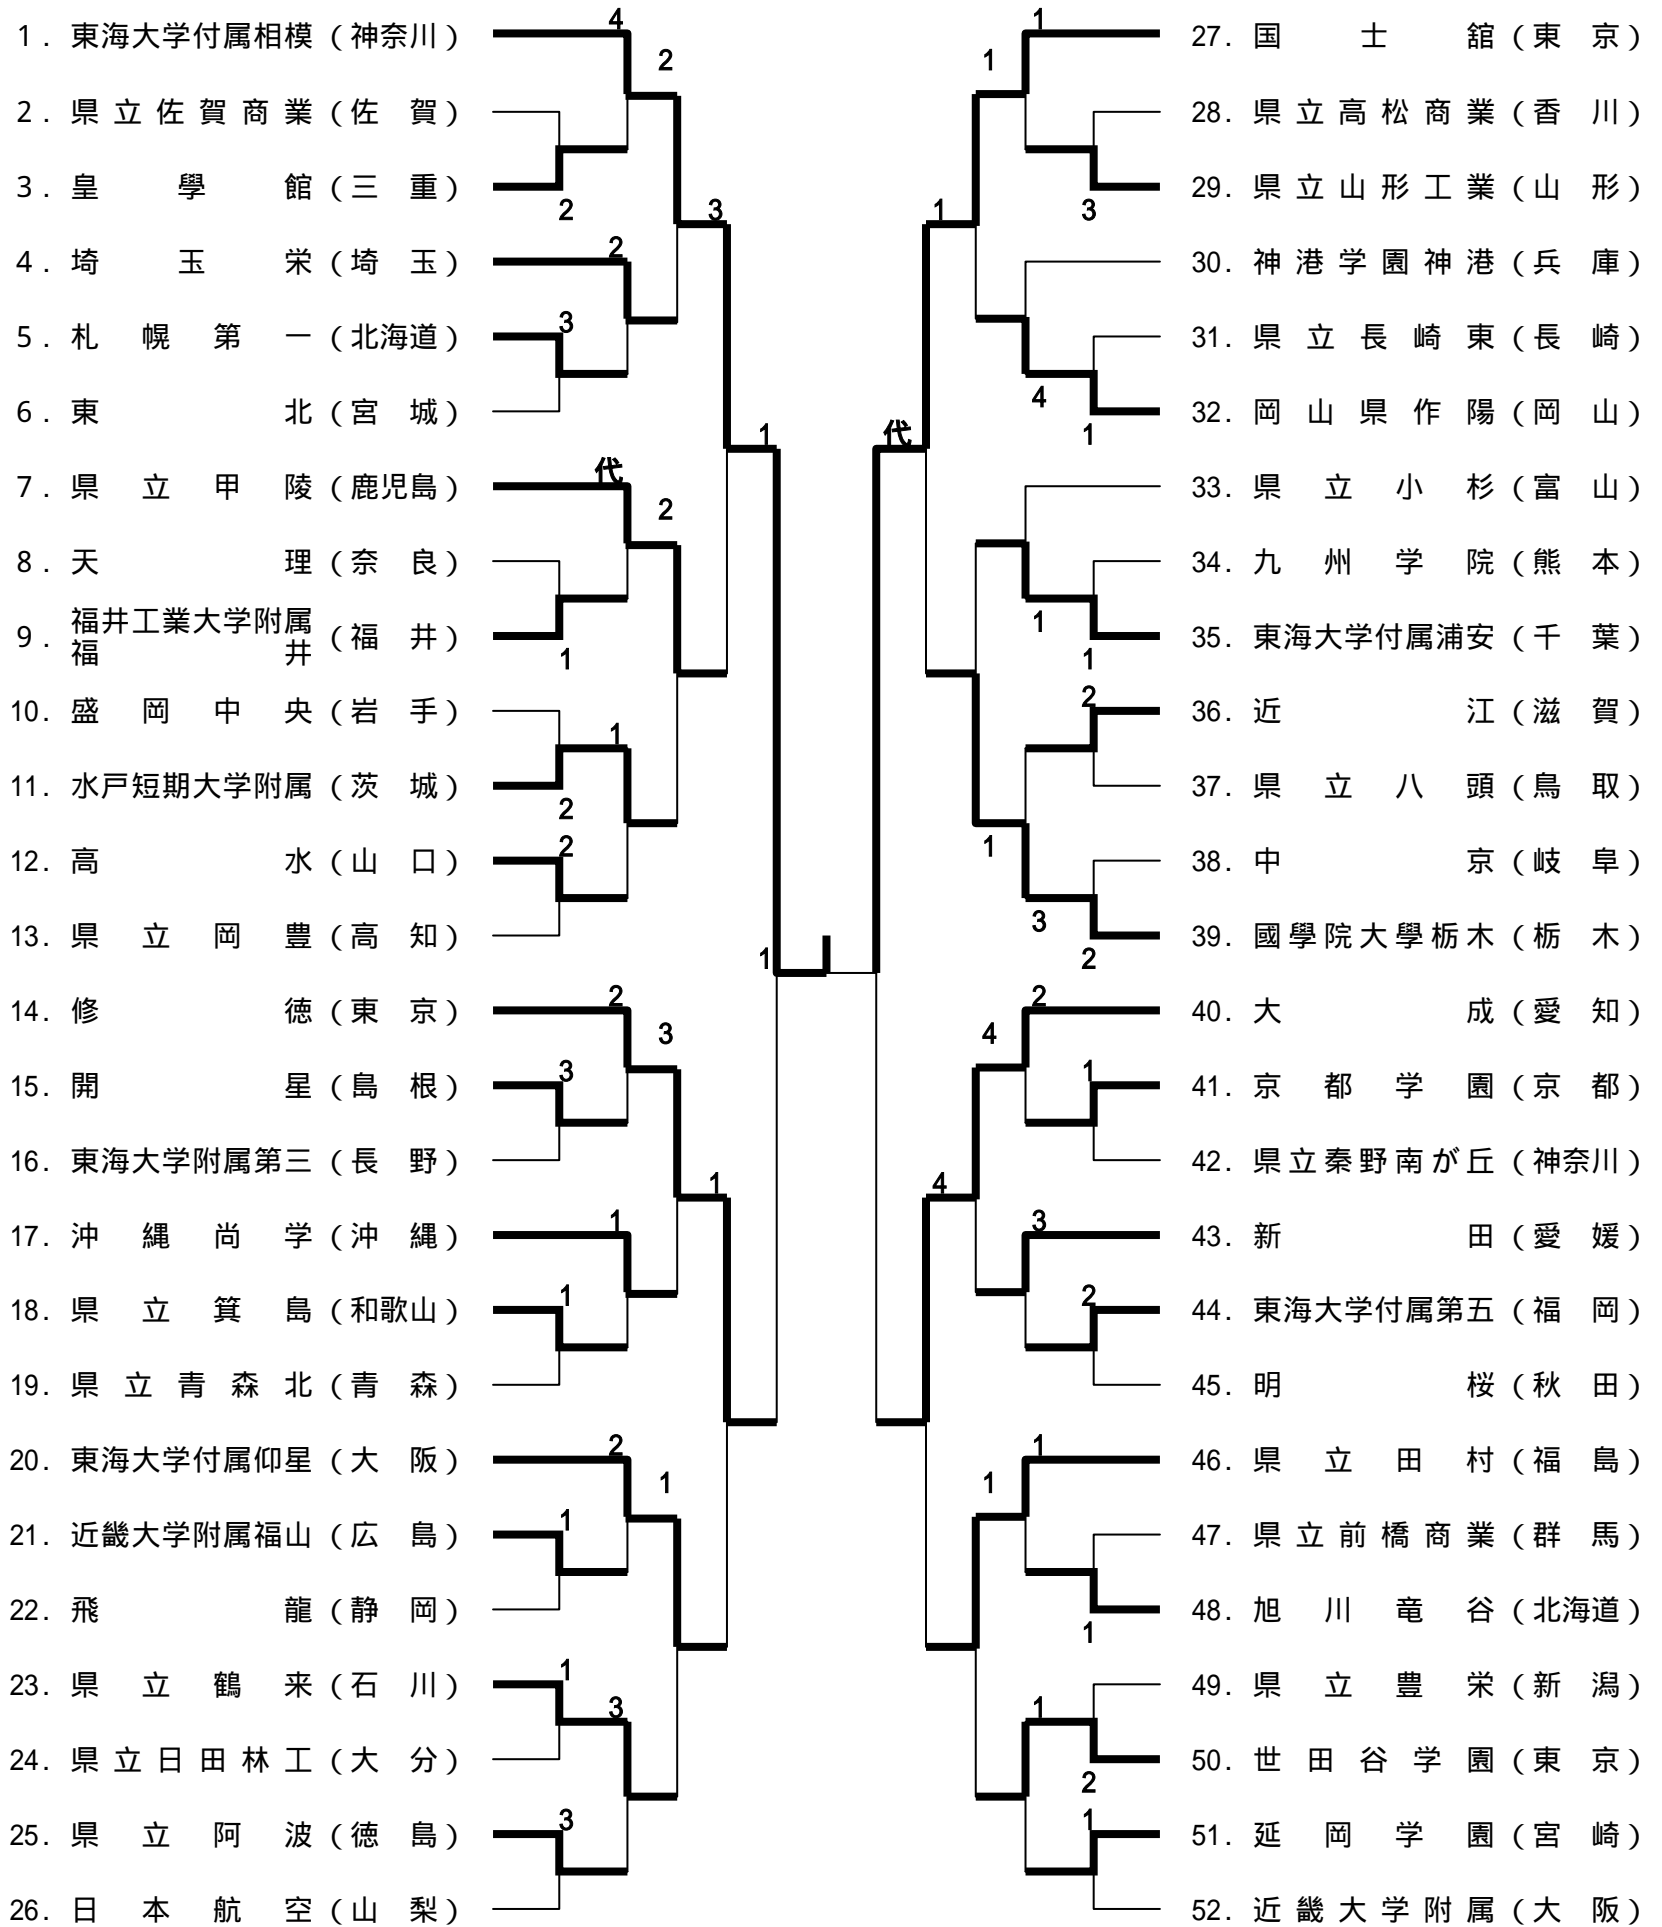 1. 東海大学付属相模（神奈川）
2. 県立佐賀商業（佐賀）
3. 皇學館（三重）
4. 埼玉栄（埼玉）
5. 札幌第一（北海道）
6. 東北（宮城）
7. 県立甲陵（鹿児島）
8. 天理（奈良）
9. 福井工業大学附属
福井（福井）
10. 盛岡中央（岩手）
11. 水戸短期大学附属（茨城）
12. 高水（山口）
13. 県立岡豊（高知）
14. 修徳（東京）
15. 開星（島根）
16. 東海大学附属第三（長野）
17. 沖縄尚学（沖縄）
18. 県立箕島（和歌山）
19. 県立青森北（青森）
20. 東海大学付属仰星（大阪）
21. 近畿大学附属福山（広島）
22. 飛龍（静岡）
23. 県立鶴来（石川）
24. 県立日田林工（大分）
25. 県立阿波（徳島）
26. 日本航空（山梨）
4
2
2
3
2
3
1
代
2
1
1
2
2
1
2
3
3
1
1
1
2
1
1
1
3
3
1
1
3
1
4
1
代
1
1
2
1
3
2
2
4
1
4
3
2
1
1
1
1
2
1
27. 国士舘（東京）
28. 県立高松商業（香川）
29. 県立山形工業（山形）
30. 神港学園神港（兵庫）
31. 県立長崎東（長崎）
32. 岡山県作陽（岡山）
33. 県立小杉（富山）
34. 九州学院（熊本）
35. 東海大学付属浦安（千葉）
36. 近江（滋賀）
37. 県立八頭（鳥取）
38. 中京（岐阜）
39. 國學院大學栃木（栃木）
40. 大成（愛知）
41. 京都学園（京都）
42. 県立秦野南が丘（神奈川）
43. 新田（愛媛）
44. 東海大学付属第五（福岡）
45. 明桜（秋田）
46. 県立田村（福島）
47. 県立前橋商業（群馬）
48. 旭川竜谷（北海道）
49. 県立豊栄（新潟）
50. 世田谷学園（東京）
51. 延岡学園（宮崎）
52. 近畿大学附属（大阪）